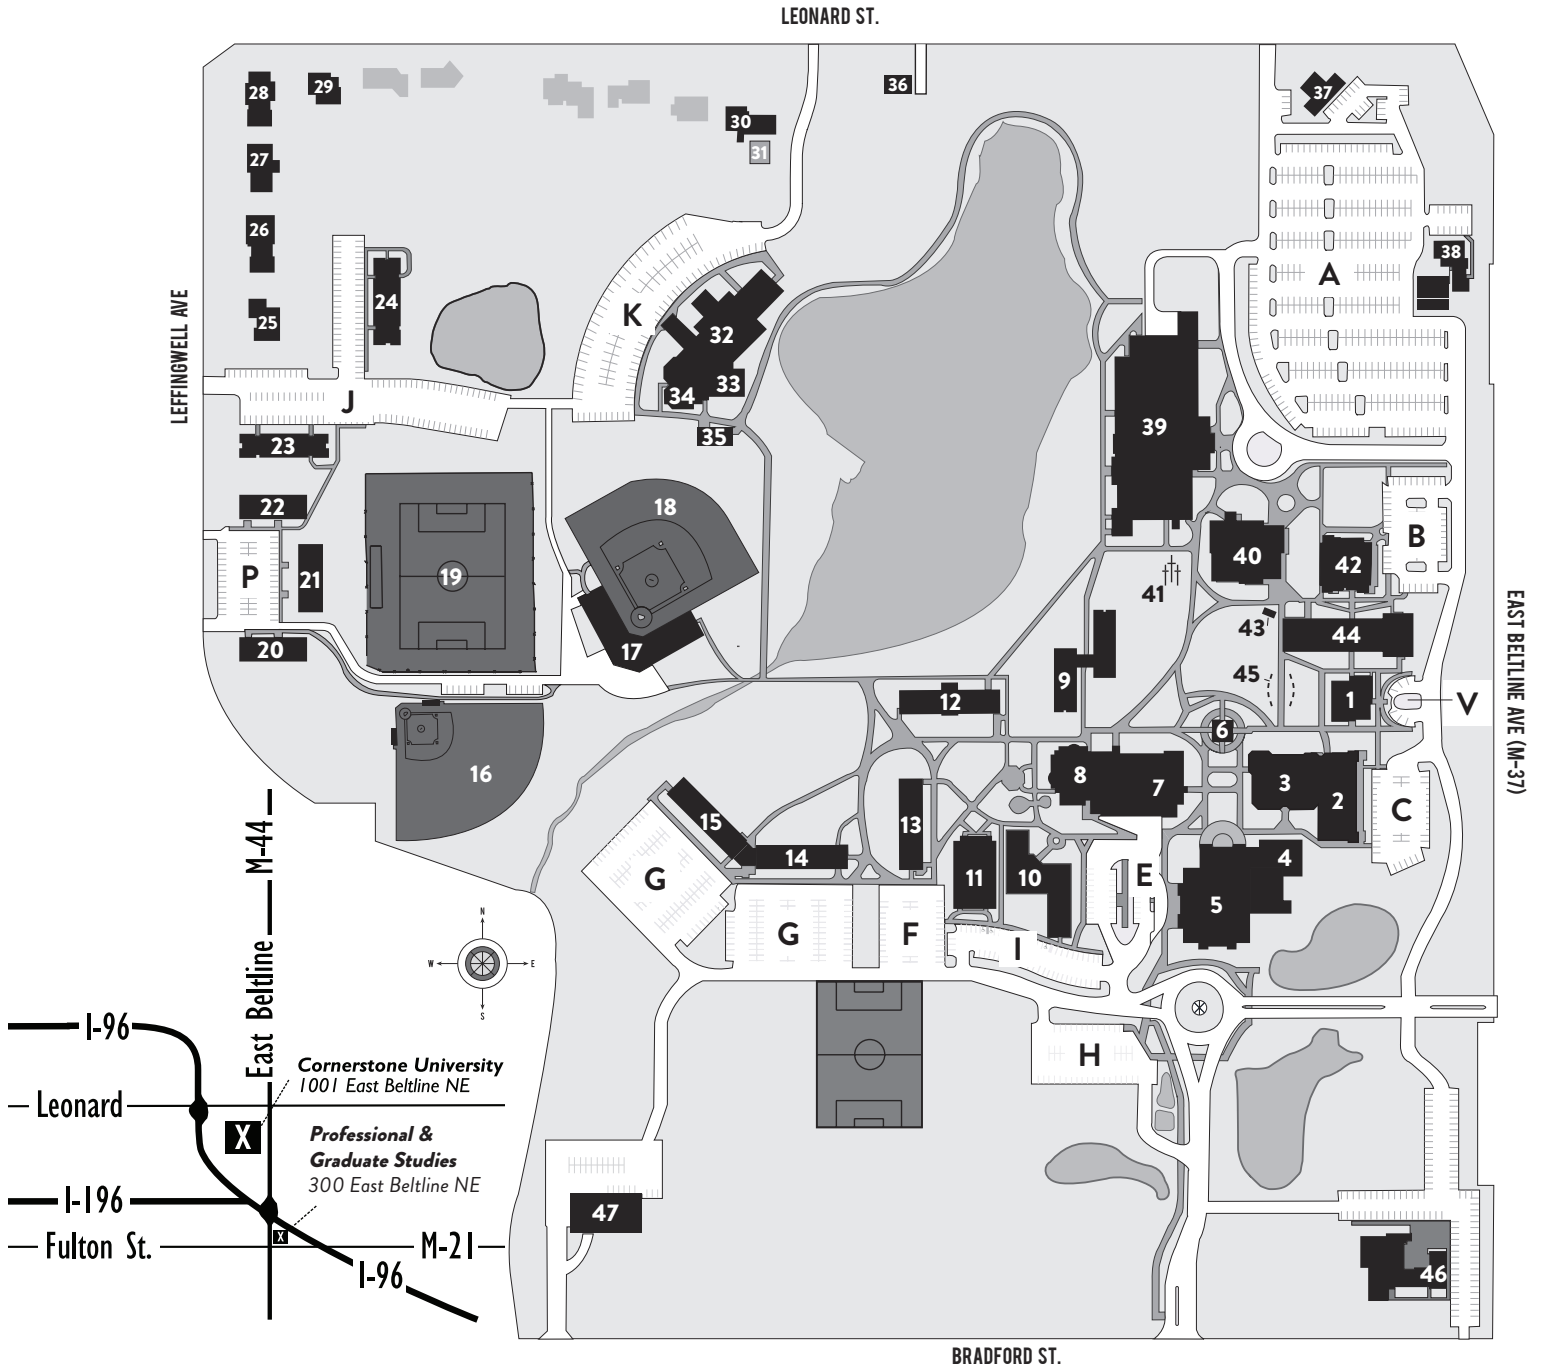 LEONARD ST.
28
29
36
37
30
31
27
26
38
A
24
25
K
32
33
34
35
LEFFINGWELL AVE
J
39
23
22
18
B
40
42
P
21
19
41
43
44
17
20
9
45
12
1
V
6
EAST BELTLINE AVE (M-37)
16
8
7
3
2
C
15
13
14
4
11
10
E
5
G
G
F
I
N
W
E
S
H
M-44
East Beltline
I-96
Cornerstone University
1001 East Beltline NE
Leonard
X
Professional &
Graduate Studies
300 East Beltline NE
I-196
X
Fulton St.
M-21
I-96
47
46
BRADFORD ST.